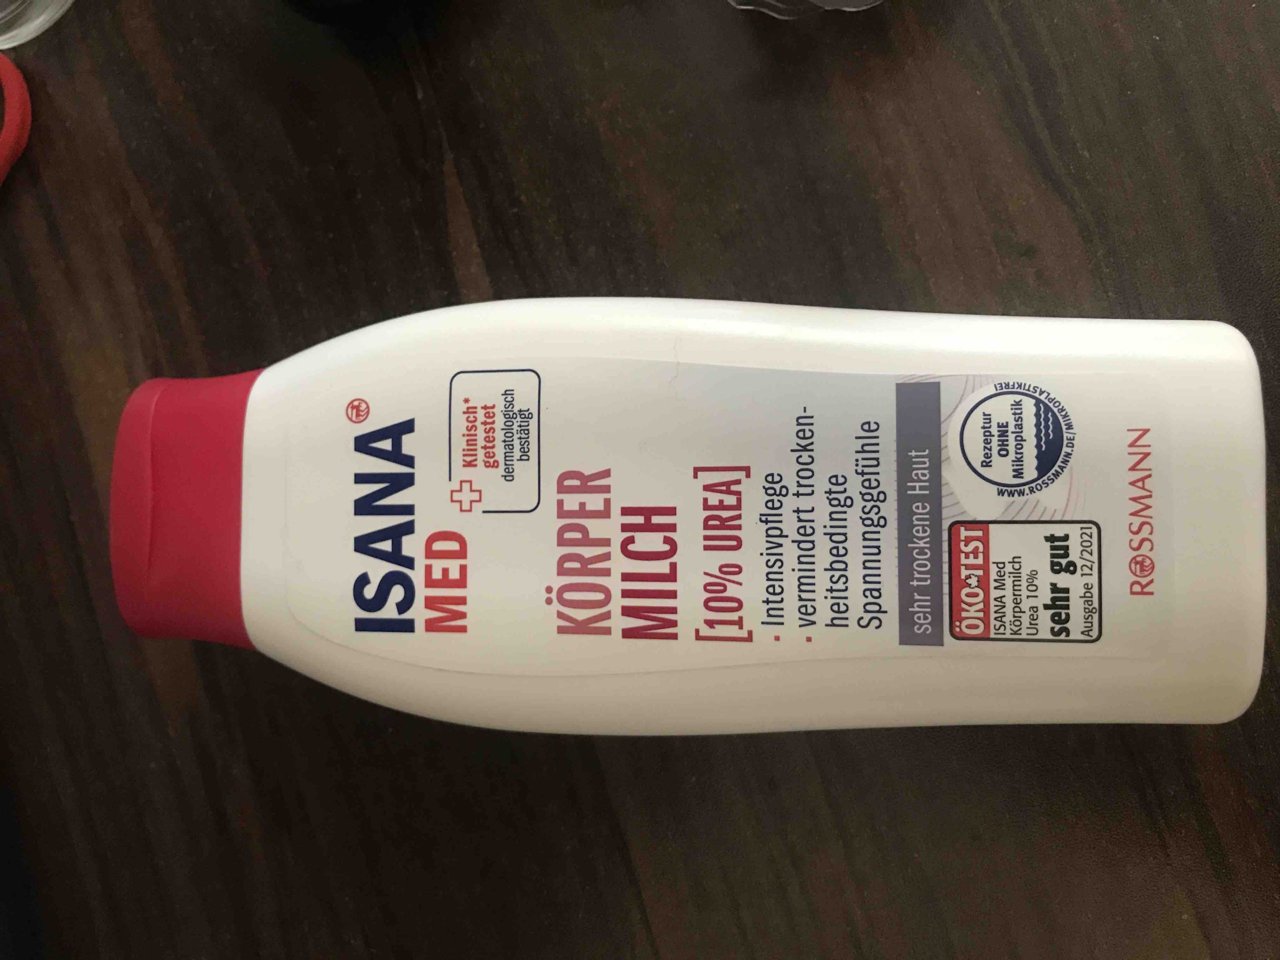 ISANA®
MED
Klinisch*
getestet
dermatologisch
bestätigt
KÖRPER
MILCH
[10% UREA]
· Intensivpflege
· vermindert trocken-
heitsbedingte
Spannungsgefühle
sehr trockene Haut
ÖKO TEST
ISANA Med
Körpermilch
Urea 10%
sehr gut
Ausgabe 12/2021
Rezeptur
OHNE
Mikroplastik
WWW.ROSSMANN.DE/MIKROPLASTIKFREI
ROSSMANN